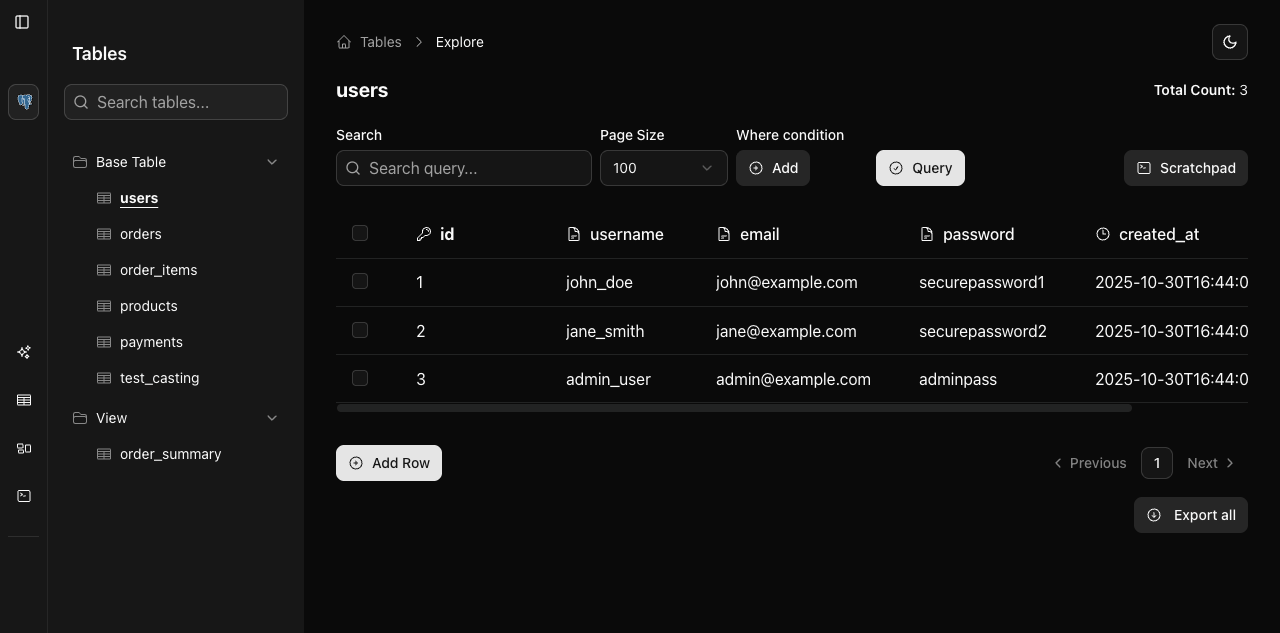 Tables
Search tables...
Base Table
users
orders
order_items
products
payments
test_casting
View
order_summary
Tables > Explore
users
Total Count: 3
Search Page Size Where condition
Search query... 100 Add Query Scratchpad
id username email password created_at
1 john_doe john@example.com securepassword1 2025-10-30T16:44:0
2 jane_smith jane@example.com securepassword2 2025-10-30T16:44:0
3 admin_user admin@example.com adminpass 2025-10-30T16:44:0
Add Row Previous 1 Next
Export all